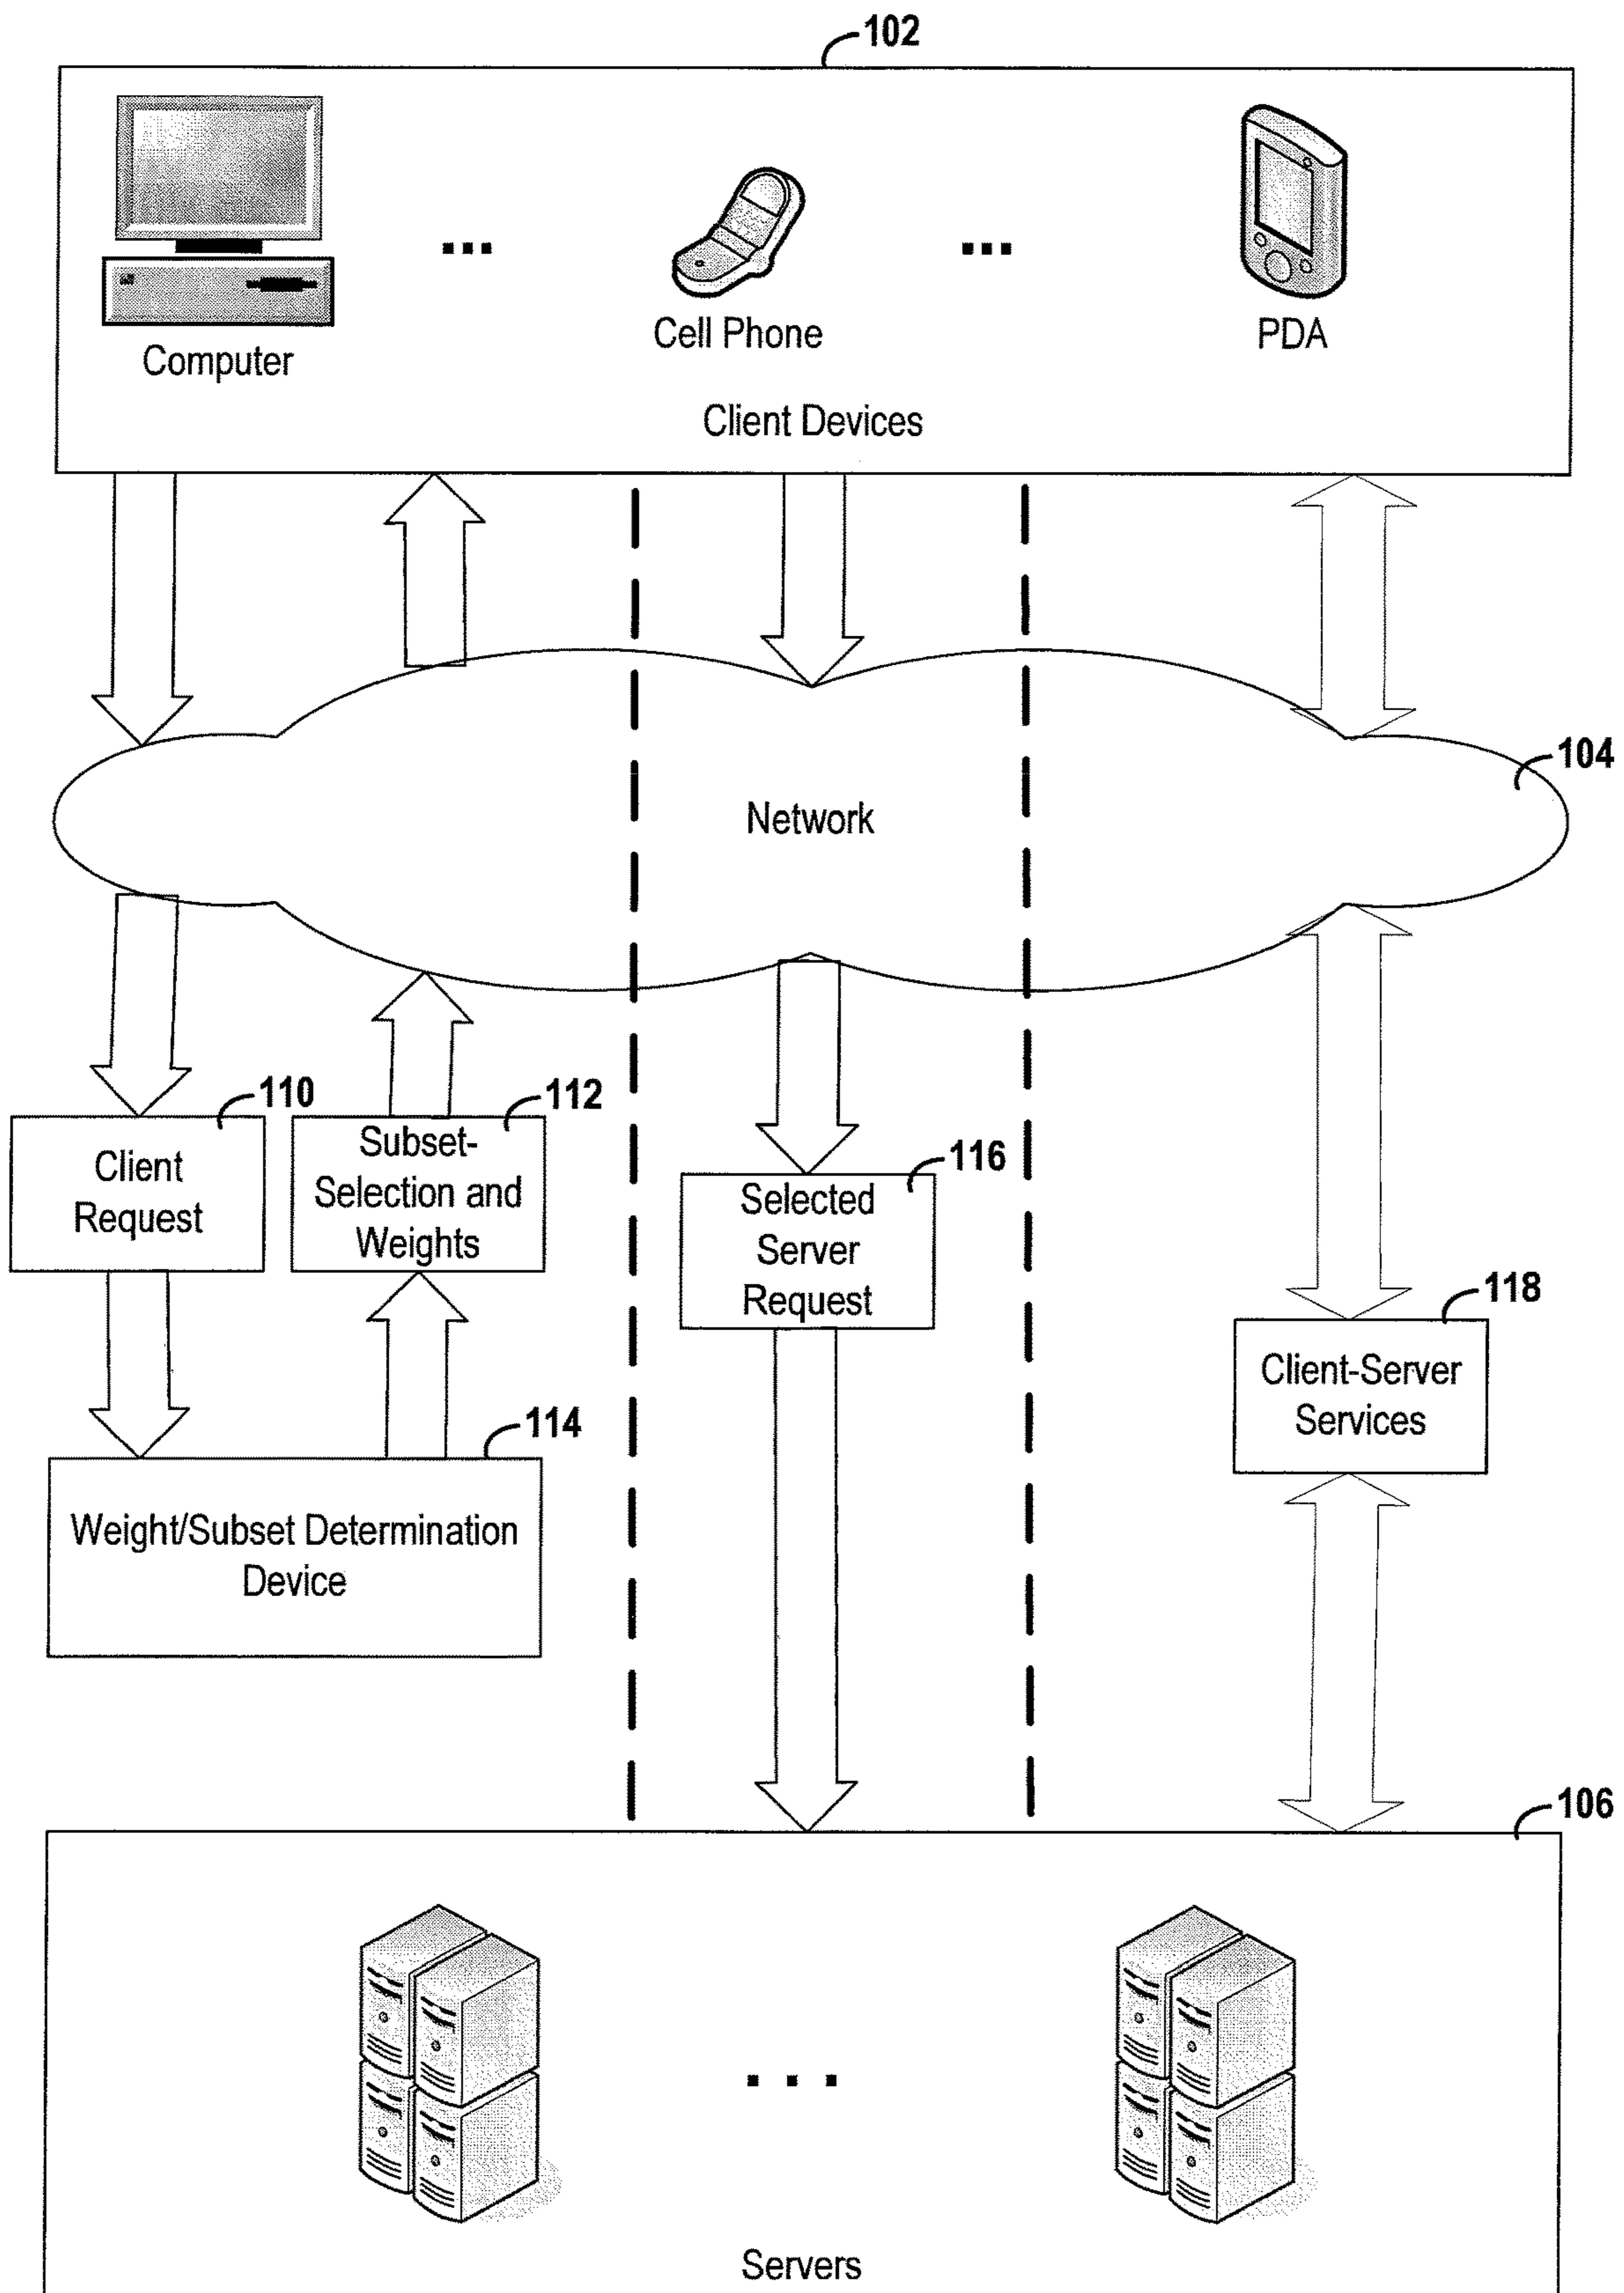 102
Computer
...
Cell Phone
...
PDA
Client Devices
104
Network
110
Client
Request
112
Subset-
Selection and
Weights
116
Selected
Server
Request
118
Client-Server
Services
114
Weight/Subset Determination
Device
106
...
Servers